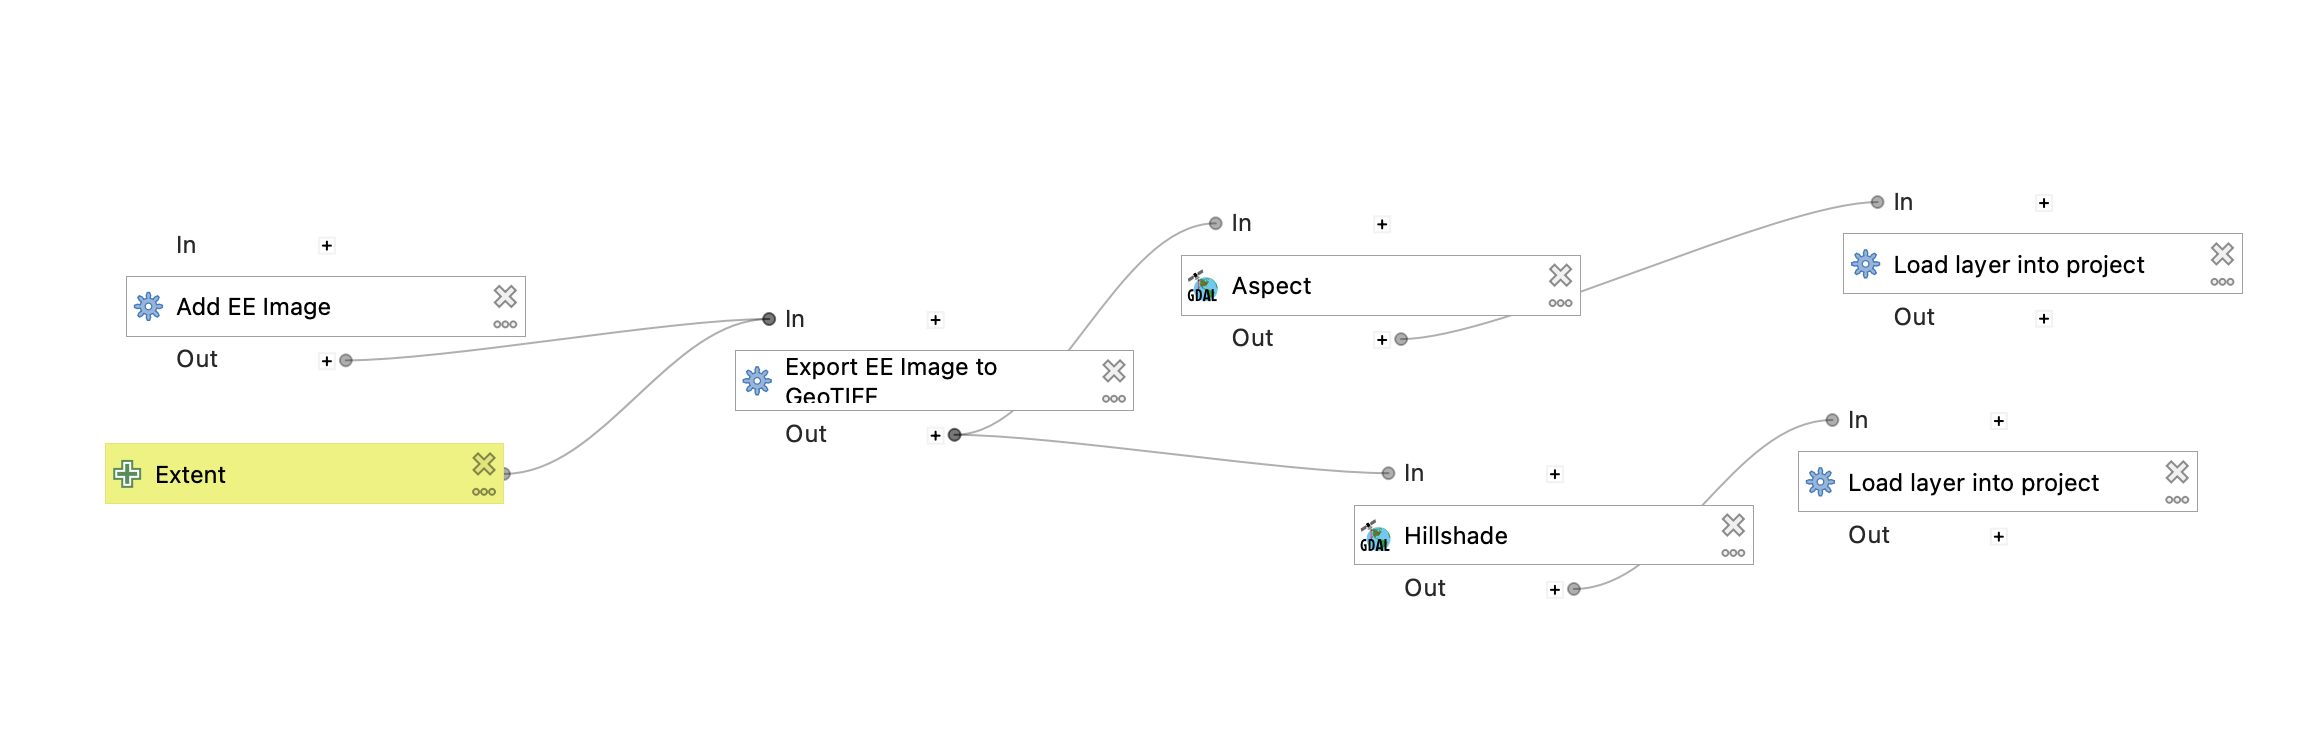 In
+
Add EE Image
Out
+
Extent
In
+
Export EE Image to
GeoTIFF
Out
+
In
+
GDAL
Aspect
Out
+
In
+
GDAL
Hillshade
Out
+
In
+
Load layer into project
Out
+
In
+
Load layer into project
Out
+